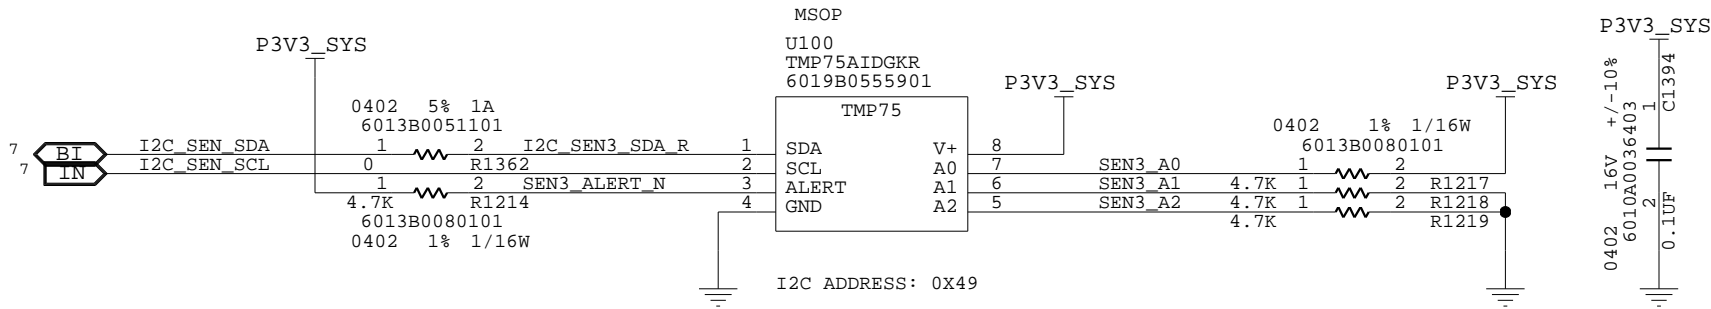 MSOP
U100
TMP75AIDGKR
6019B0555901
P3V3_SYS
P3V3_SYS
P3V3_SYS
P3V3_SYS
TMP75
0402 5% 1A
6013B0051101
0402 1% 1/16W
6013B0080101
7 BI I2C_SEN_SDA 1 2 I2C_SEN3_SDA_R 1 SDA V+ 8
7 IN I2C_SEN_SCL 0 R1362 2 SCL A0 7 SEN3_A0 1 2
1 2 SEN3_ALERT_N 3 ALERT A1 6 SEN3_A1 4.7K 1 2 R1217
4.7K R1214 4 GND A2 5 SEN3_A2 4.7K 1 2 R1218
6013B0080101 4.7K R1219
0402 1% 1/16W
I2C ADDRESS: 0X49
0402 16V +/-10%
6010A0036403
2 1
0.1UF C1394